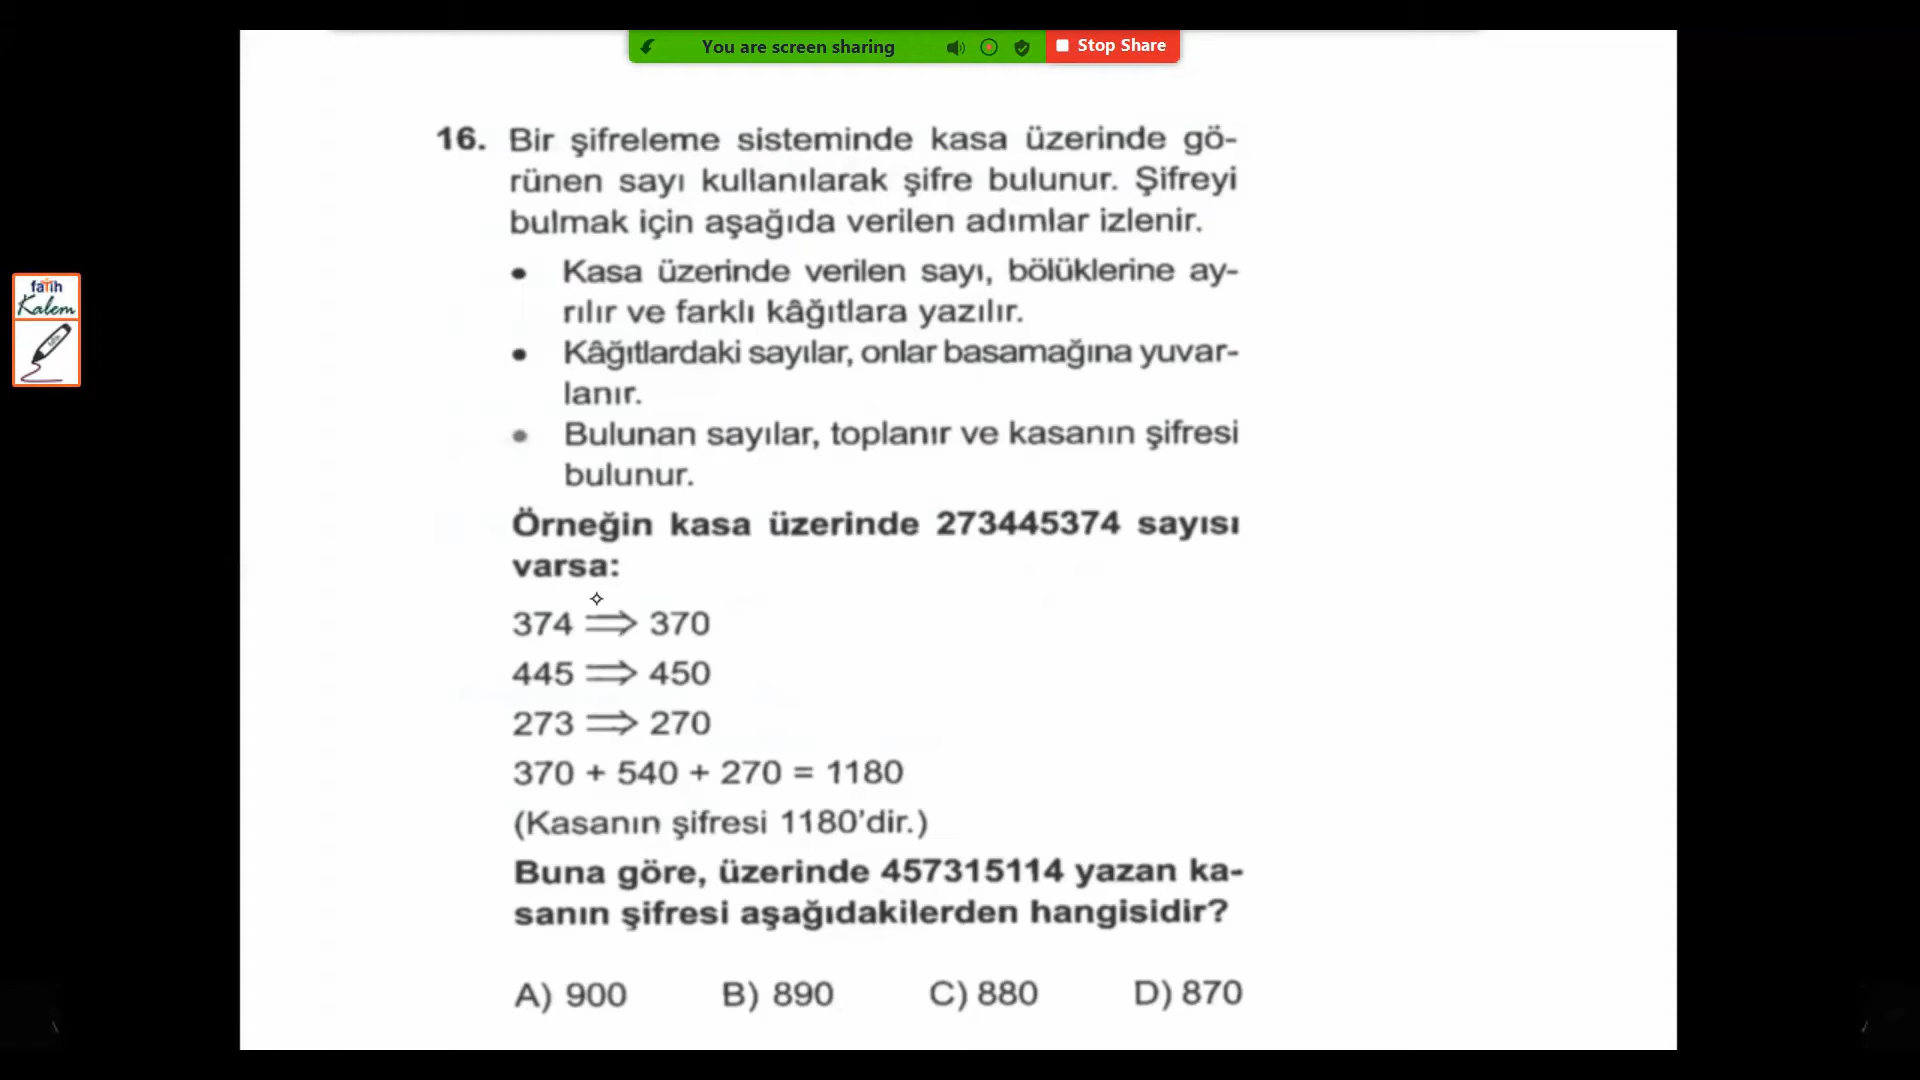 You are screen sharing
Stop Share
fatih
Kalem
16. Bir şifreleme sisteminde kasa üzerinde gö-
rünen sayı kullanılarak şifre bulunur. Şifreyi
bulmak için aşağıda verilen adımlar izlenir.
• Kasa üzerinde verilen sayı, bölüklerine ay-
rılır ve farklı kâğıtlara yazılır.
• Kâğıtlardaki sayılar, onlar basamağına yuvar-
lanır.
• Bulunan sayılar, toplanır ve kasanın şifresi
bulunur.
Örneğin kasa üzerinde 273445374 sayısı
varsa:
374 ⟹ 370
445 ⟹ 450
273 ⟹ 270
370 + 540 + 270 = 1180
(Kasanın şifresi 1180’dir.)
Buna göre, üzerinde 457315114 yazan ka-
sanın şifresi aşağıdakilerden hangisidir?
A) 900 B) 890 C) 880 D) 870